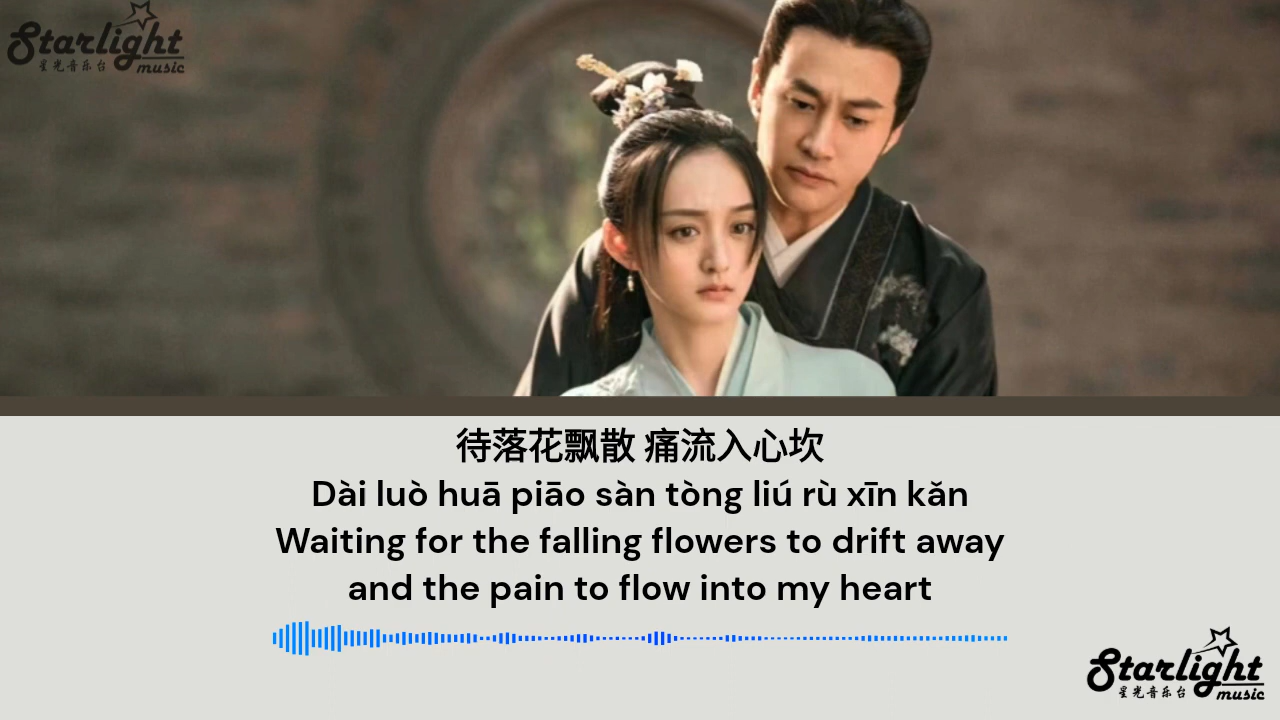 Starlight
星光音乐台 music
待落花飘散 痛流入心坎
Dài luò huā piāo sàn tòng liú rù xīn kǎn
Waiting for the falling flowers to drift away
and the pain to flow into my heart
Starlight
星光音乐台 music